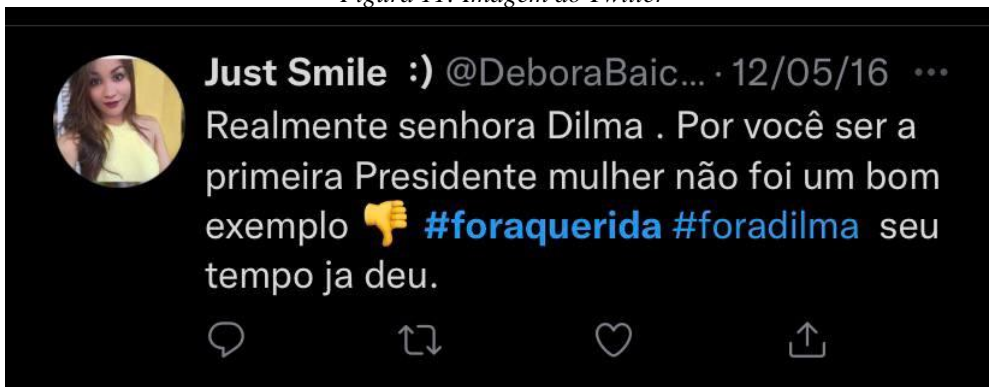 Figura 11: Imagem do Twitter
Just Smile :) @DeboraBaic... · 12/05/16 ···
Realmente senhora Dilma . Por você ser a
primeira Presidente mulher não foi um bom
exemplo 👎 #foraquerida #foradilma seu
tempo ja deu.